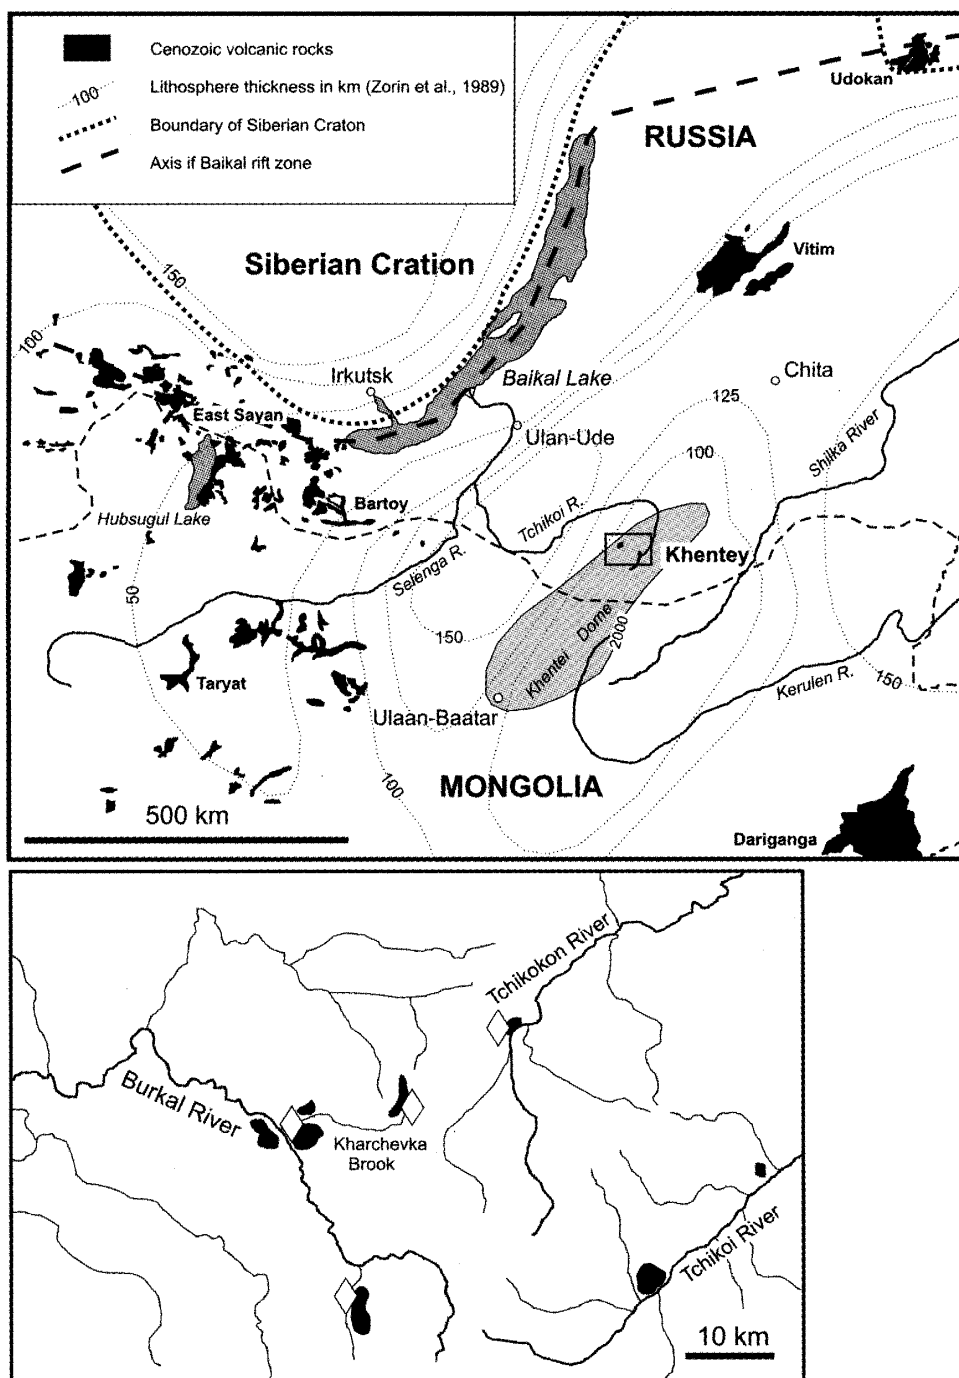 Cenozoic volcanic rocks
100
Lithosphere thickness in km (Zorin et al., 1989)
Boundary of Siberian Craton
Axis if Baikal rift zone
Udokan
RUSSIA
Vitim
150
Siberian Cration
100
Irkutsk
Baikal Lake
Chita
East Sayan
125
Ulan-Ude
100
Shilka River
Bartoy
Hubsugul Lake
Tchikoi R.
Khentey
Selenga R.
50
150
Khentei Dome
2000
Taryat
Kerulen R.
150
Ulaan-Baatar
100
MONGOLIA
500 km
Dariganga
Tchikokon River
Burkal River
Kharchevka
Brook
Tchikoi River
10 km